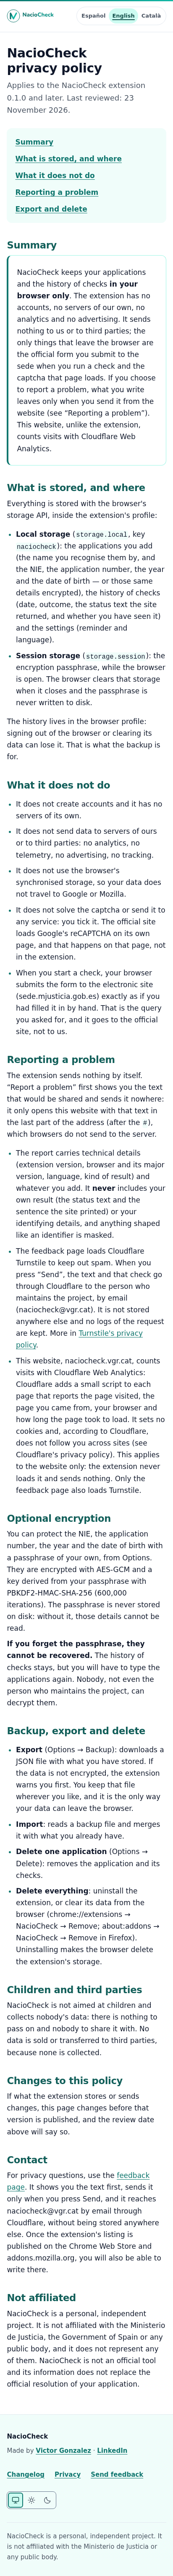 NacioCheck
Español English Català
NacioCheck
privacy policy
Applies to the NacioCheck extension
0.1.0 and later. Last reviewed: 23
November 2026.
Summary
What is stored, and where
What it does not do
Reporting a problem
Export and delete
Summary
NacioCheck keeps your applications
and the history of checks in your
browser only. The extension has no
accounts, no servers of our own, no
analytics and no advertising. It sends
nothing to us or to third parties; the
only things that leave the browser are
the official form you submit to the
sede when you run a check and the
captcha that page loads. If you choose
to report a problem, what you write
leaves only when you send it from the
website (see “Reporting a problem”).
This website, unlike the extension,
counts visits with Cloudflare Web
Analytics.
What is stored, and where
Everything is stored with the browser's
storage API, inside the extension's profile:
• Local storage (storage.local, key
naciocheck): the applications you add
(the name you recognise them by, and
the NIE, the application number, the year
and the date of birth — or those same
details encrypted), the history of checks
(date, outcome, the status text the site
returned, and whether you have seen it)
and the settings (reminder and
language).
• Session storage (storage.session): the
encryption passphrase, while the browser
is open. The browser clears that storage
when it closes and the passphrase is
never written to disk.
The history lives in the browser profile:
signing out of the browser or clearing its
data can lose it. That is what the backup is
for.
What it does not do
• It does not create accounts and it has no
servers of its own.
• It does not send data to servers of ours
or to third parties: no analytics, no
telemetry, no advertising, no tracking.
• It does not use the browser's
synchronised storage, so your data does
not travel to Google or Mozilla.
• It does not solve the captcha or send it to
any service: you tick it. The official site
loads Google's reCAPTCHA on its own
page, and that happens on that page, not
in the extension.
• When you start a check, your browser
submits the form to the electronic site
(sede.mjusticia.gob.es) exactly as if you
had filled it in by hand. That is the query
you asked for, and it goes to the official
site, not to us.
Reporting a problem
The extension sends nothing by itself.
“Report a problem” first shows you the text
that would be shared and sends it nowhere:
it only opens this website with that text in
the last part of the address (after the #),
which browsers do not send to the server.
• The report carries technical details
(extension version, browser and its major
version, language, kind of result) and
whatever you add. It never includes your
own result (the status text and the
sentence the site printed) or your
identifying details, and anything shaped
like an identifier is masked.
• The feedback page loads Cloudflare
Turnstile to keep out spam. When you
press “Send”, the text and that check go
through Cloudflare to the person who
maintains the project, by email
(naciocheck@vgr.cat). It is not stored
anywhere else and no logs of the request
are kept. More in Turnstile's privacy
policy.
• This website, naciocheck.vgr.cat, counts
visits with Cloudflare Web Analytics:
Cloudflare adds a small script to each
page that reports the page visited, the
page you came from, your browser and
how long the page took to load. It sets no
cookies and, according to Cloudflare,
does not follow you across sites (see
Cloudflare's privacy policy). This applies
to the website only: the extension never
loads it and sends nothing. Only the
feedback page also loads Turnstile.
Optional encryption
You can protect the NIE, the application
number, the year and the date of birth with
a passphrase of your own, from Options.
They are encrypted with AES-GCM and a
key derived from your passphrase with
PBKDF2-HMAC-SHA-256 (600,000
iterations). The passphrase is never stored
on disk: without it, those details cannot be
read.
If you forget the passphrase, they
cannot be recovered. The history of
checks stays, but you will have to type the
applications again. Nobody, not even the
person who maintains the project, can
decrypt them.
Backup, export and delete
• Export (Options → Backup): downloads a
JSON file with what you have stored. If
the data is not encrypted, the extension
warns you first. You keep that file
wherever you like, and it is the only way
your data can leave the browser.
• Import: reads a backup file and merges
it with what you already have.
• Delete one application (Options →
Delete): removes the application and its
checks.
• Delete everything: uninstall the
extension, or clear its data from the
browser (chrome://extensions →
NacioCheck → Remove; about:addons →
NacioCheck → Remove in Firefox).
Uninstalling makes the browser delete
the extension's storage.
Children and third parties
NacioCheck is not aimed at children and
collects nobody's data: there is nothing to
pass on and nobody to share it with. No
data is sold or transferred to third parties,
because none is collected.
Changes to this policy
If what the extension stores or sends
changes, this page changes before that
version is published, and the review date
above will say so.
Contact
For privacy questions, use the feedback
page. It shows you the text first, sends it
only when you press Send, and it reaches
naciocheck@vgr.cat by email through
Cloudflare, without being stored anywhere
else. Once the extension's listing is
published on the Chrome Web Store and
addons.mozilla.org, you will also be able to
write there.
Not affiliated
NacioCheck is a personal, independent
project. It is not affiliated with the Ministerio
de Justicia, the Government of Spain or any
public body, and it does not represent any
of them. NacioCheck is not an official tool
and its information does not replace the
official resolution of your application.
NacioCheck
Made by Victor Gonzalez · LinkedIn
Changelog Privacy Send feedback
NacioCheck is a personal, independent project. It
is not affiliated with the Ministerio de Justicia or
any public body.